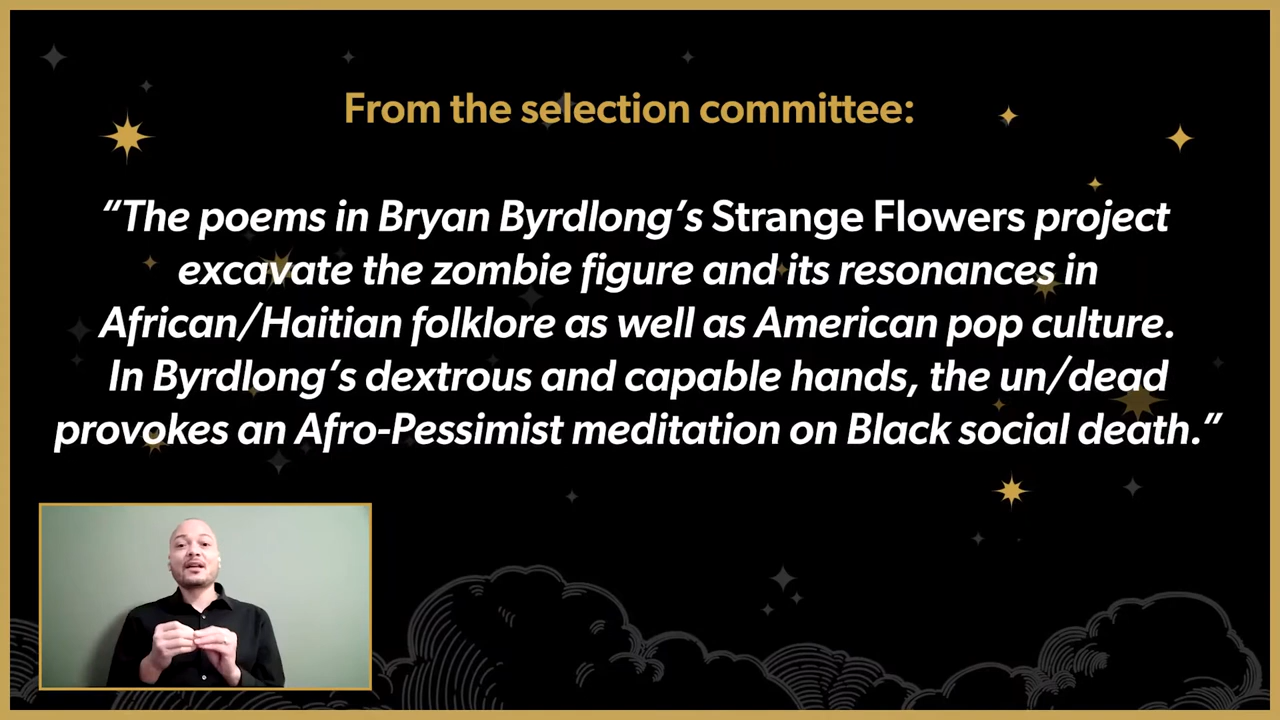 From the selection committee:
“The poems in Bryan Byrdlong’s Strange Flowers project
excavate the zombie figure and its resonances in
African/Haitian folklore as well as American pop culture.
In Byrdlong’s dextrous and capable hands, the un/dead
provokes an Afro-Pessimist meditation on Black social death.”